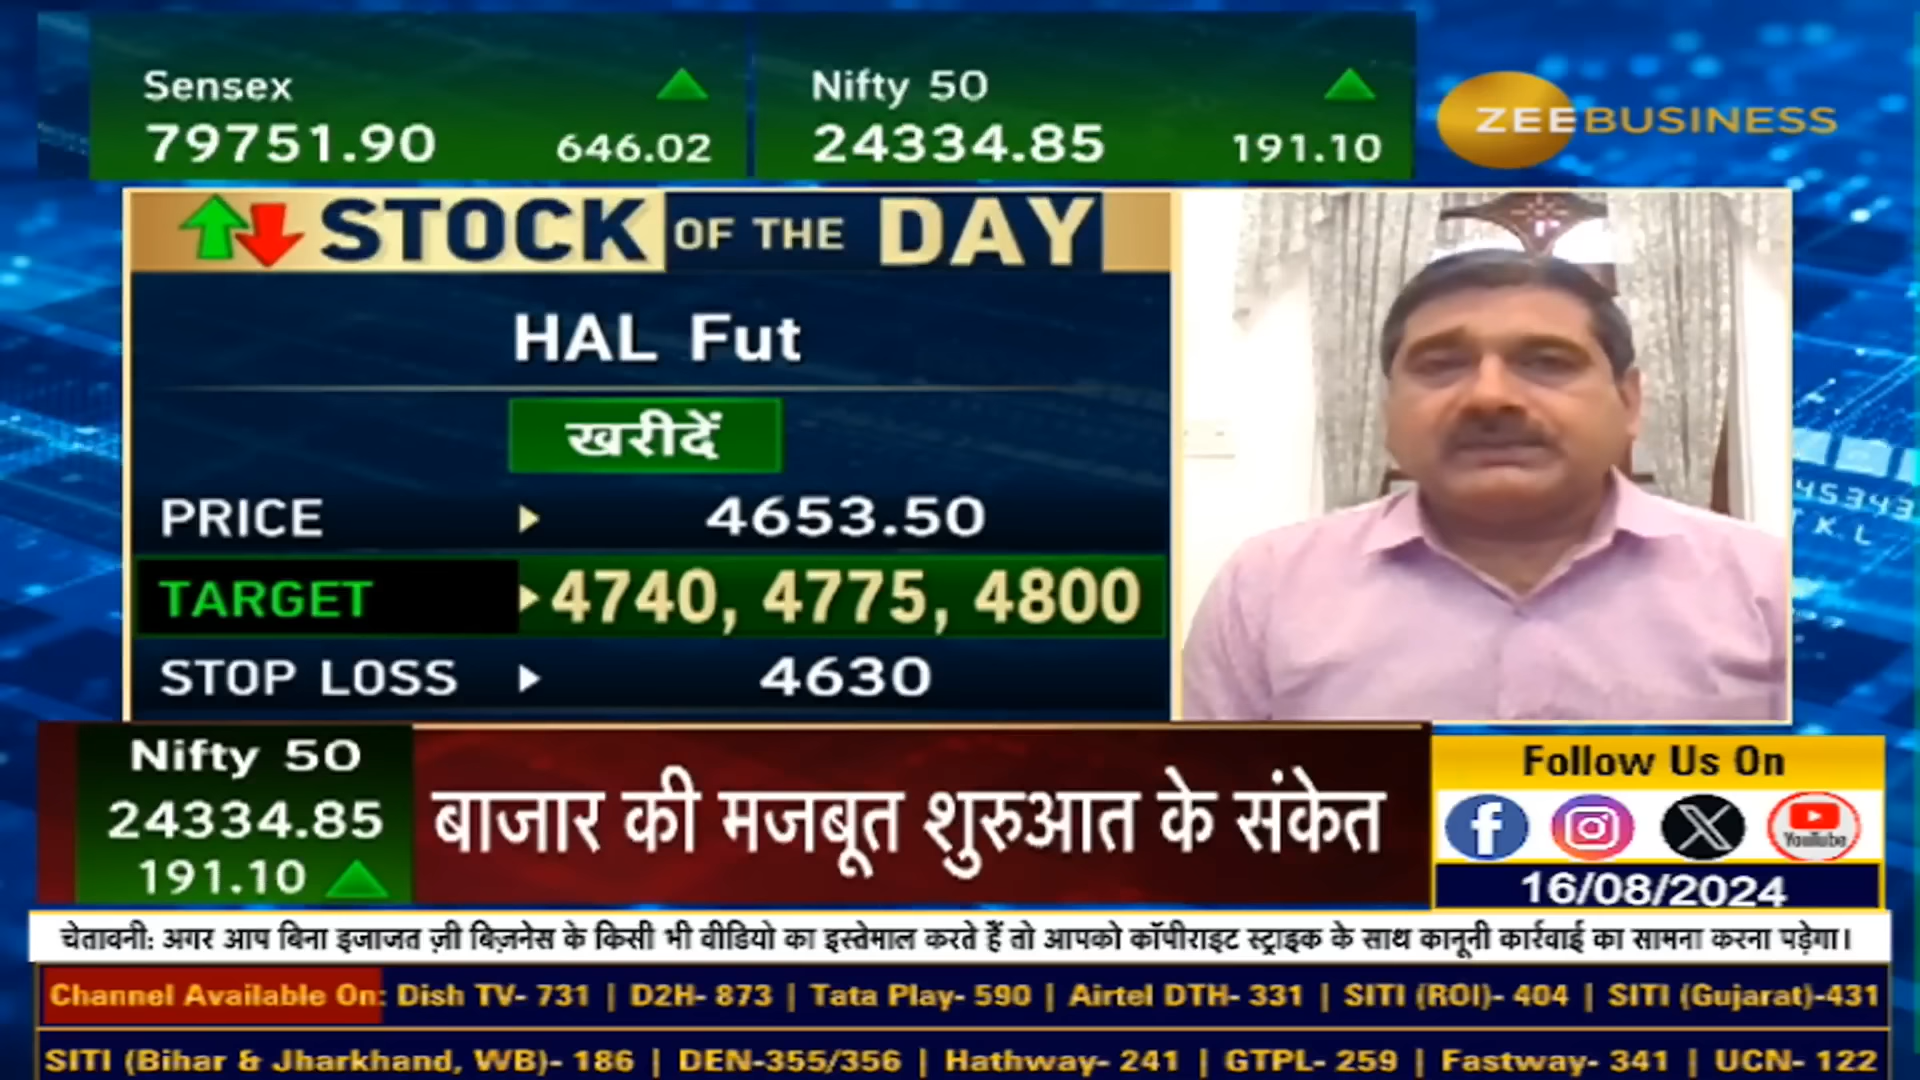 Sensex
79751.90 646.02
Nifty 50
24334.85 191.10
ZEEBUSINESS
STOCK OF THE DAY
HAL Fut
खरीदें
PRICE 4653.50
TARGET 4740, 4775, 4800
STOP LOSS 4630
45343
T K. L
Nifty 50
24334.85
191.10
बाजार की मजबूत शुरुआत के संकेत
Follow Us On
YouTube
16/08/2024
चेतावनी: अगर आप बिना इजाजत ज़ी बिज़नेस के किसी भी वीडियो का इस्तेमाल करते हैं तो आपको कॉपीराइट स्ट्राइक के साथ कानूनी कार्रवाई का सामना करना पड़ेगा।
Channel Available On: Dish TV- 731 | D2H- 873 | Tata Play- 590 | Airtel DTH- 331 | SITI (ROI)- 404 | SITI (Gujarat)-431
SITI (Bihar & Jharkhand, WB)- 186 | DEN-355/356 | Hathway- 241 | GTPL- 259 | Fastway- 341 | UCN- 122